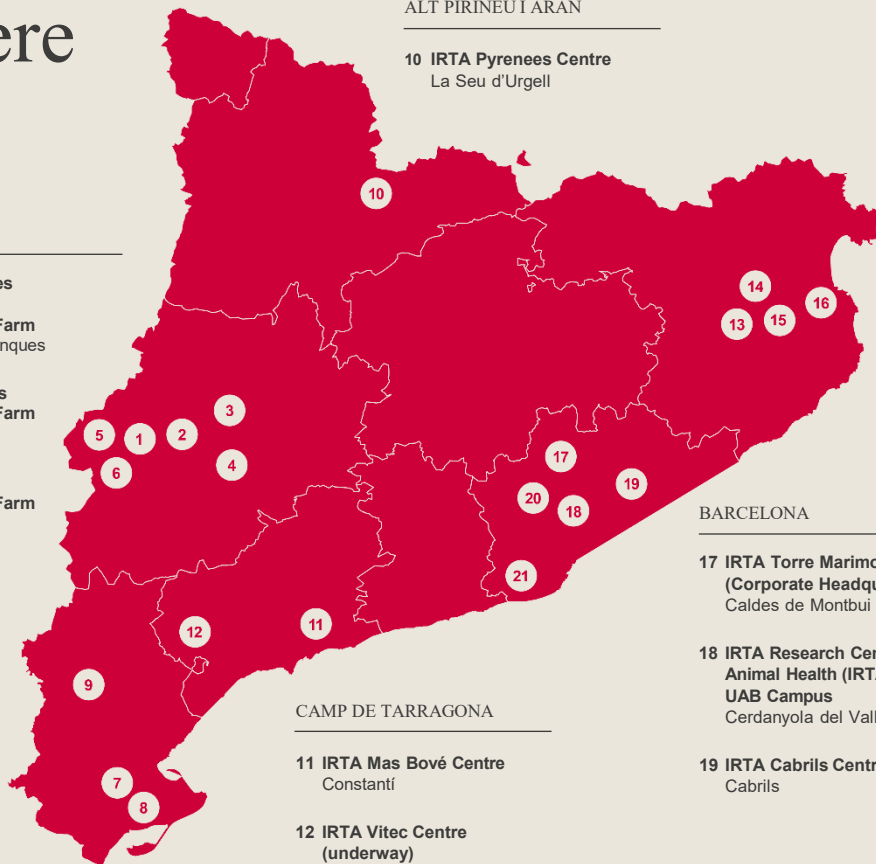 ere
ALT PIRINEU I ARAN
10 IRTA Pyrenees Centre
La Seu d’Urgell
es
Farm
nques
s
Farm
Farm
10
14
16
13
15
3
5
1
2
4
6
17
19
20
18
21
11
12
9
7
8
BARCELONA
17 IRTA Torre Marimo
(Corporate Headqu
Caldes de Montbui
18 IRTA Research Cen
Animal Health (IRTA
UAB Campus
Cerdanyola del Vall
19 IRTA Cabrils Centr
Cabrils
CAMP DE TARRAGONA
11 IRTA Mas Bové Centre
Constantí
12 IRTA Vitec Centre
(underway)